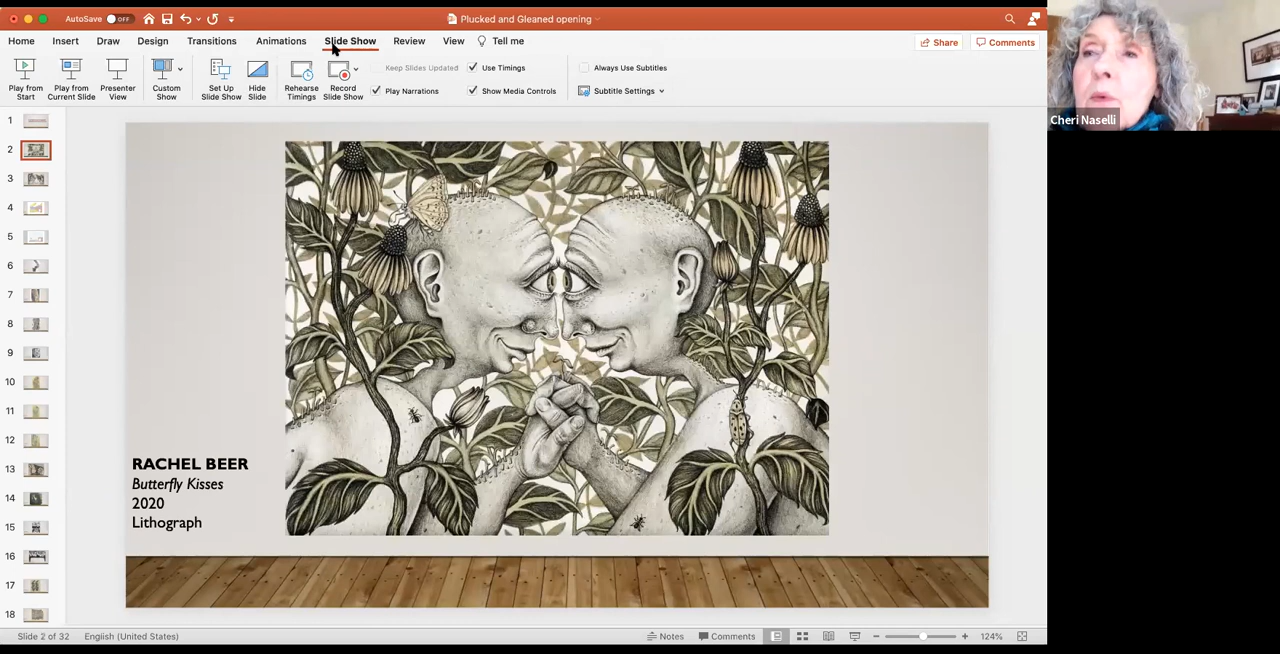 AutoSave OFF
Plucked and Gleaned opening
Home Insert Draw Design Transitions Animations Slide Show Review View Tell me
Share Comments
Play from Start
Play from Current Slide
Presenter View
Custom Show
Set Up Slide Show
Hide Slide
Rehearse Timings
Record Slide Show
Keep Slides Updated
Use Timings
Play Narrations
Show Media Controls
Always Use Subtitles
Subtitle Settings
Cheri Naselli
1
2
3
4
5
6
7
8
9
10
11
12
13
14
15
16
17
18
RACHEL BEER
Butterfly Kisses
2020
Lithograph
Slide 2 of 32 English (United States) Notes Comments 124%